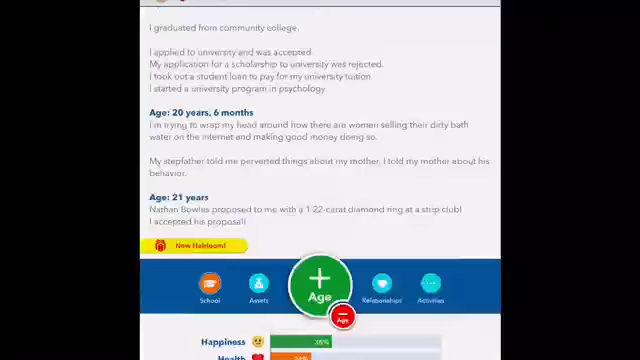 I graduated from community college.
I applied to university and was accepted.
My application for a scholarship to university was rejected.
I took out a student loan to pay for my university tuition.
I started a university program in psychology.
Age: 20 years, 6 months
I'm trying to wrap my head around how there are women selling their dirty bath
water on the internet and making good money doing so.
My stepfather told me perverted things about my mother. I told my mother about his
behavior.
Age: 21 years
Nathan Bowles proposed to me with a 1.22-carat diamond ring at a strip club!
I accepted his proposal!
New Heirloom!
School
Assets
Age
Relationships
Activities
Age
Happiness
Health